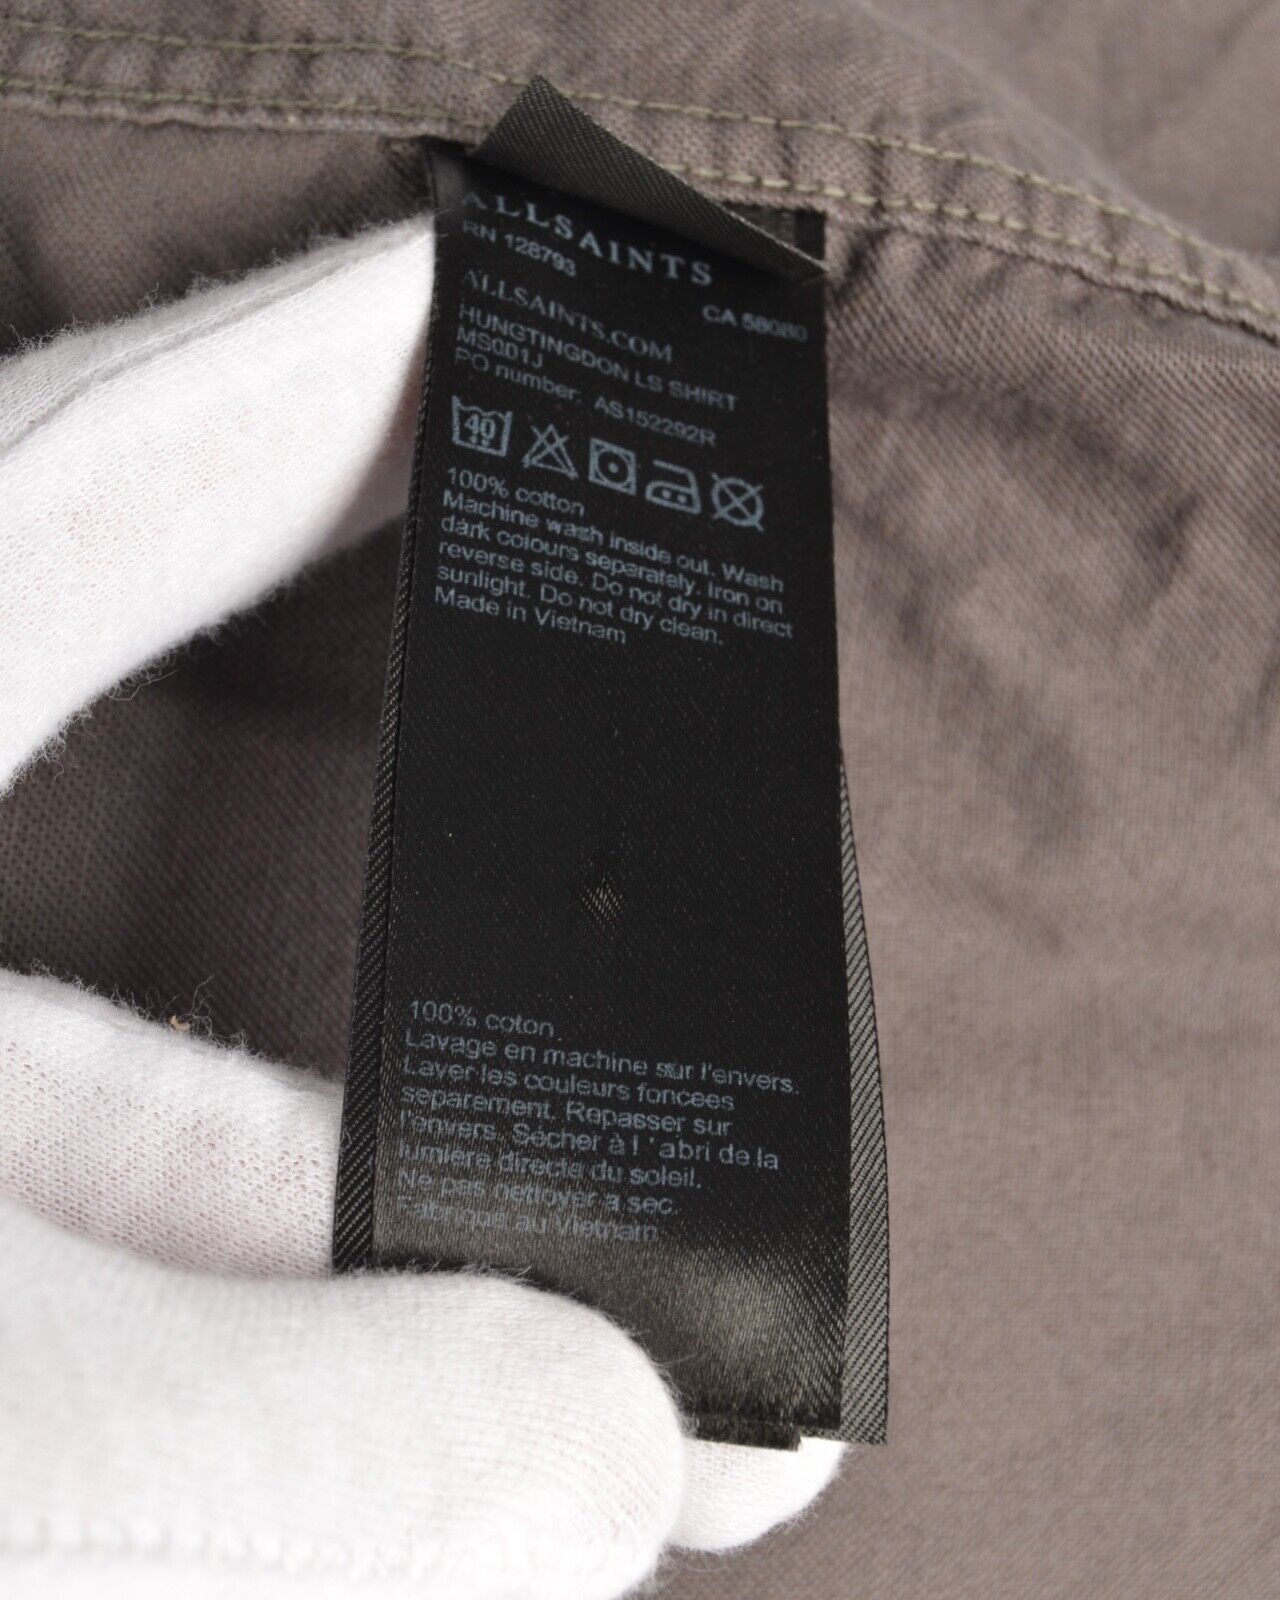 ALLSAINTS
RN 128793 CA 58080
ALLSAINTS.COM
HUNGTINGDON LS SHIRT
MS001J
PO number: AS152292R
40
100% cotton
Machine wash inside out. Wash
dark colours separately. Iron on
reverse side. Do not dry in direct
sunlight. Do not dry clean.
Made in Vietnam
100% coton
Lavage en machine sur l'envers.
Laver les couleurs foncees
separement. Repasser sur
l'envers. Sécher à l'abri de la
lumière directe du soleil.
Ne pas nettoyer a sec.
Fabrique au Vietnam